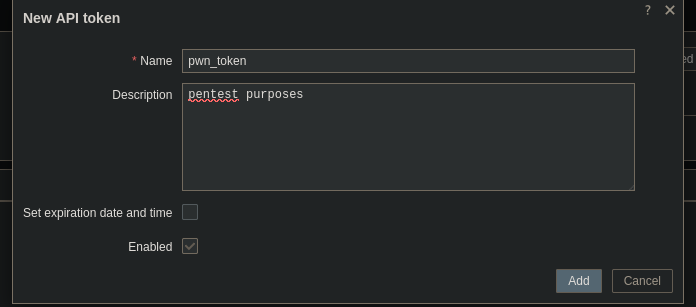 New API token
?
* Name
pwn_token
Description
pentest purposes
Set expiration date and time
Enabled
Add
Cancel